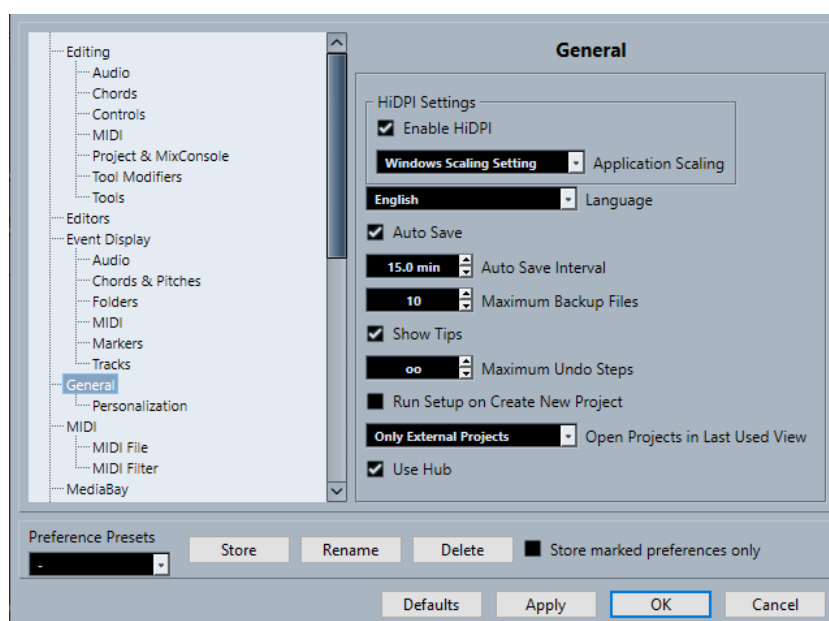 Editing
Audio
Chords
Controls
MIDI
Project & MixConsole
Tool Modifiers
Tools
Editors
Event Display
Audio
Chords & Pitches
Folders
MIDI
Markers
Tracks
General
Personalization
MIDI
MIDI File
MIDI Filter
MediaBay
General
HiDPI Settings
Enable HiDPI
Windows Scaling Setting Application Scaling
English Language
Auto Save
15.0 min Auto Save Interval
10 Maximum Backup Files
Show Tips
oo Maximum Undo Steps
Run Setup on Create New Project
Only External Projects Open Projects in Last Used View
Use Hub
Preference Presets
-
Store Rename Delete Store marked preferences only
Defaults Apply OK Cancel